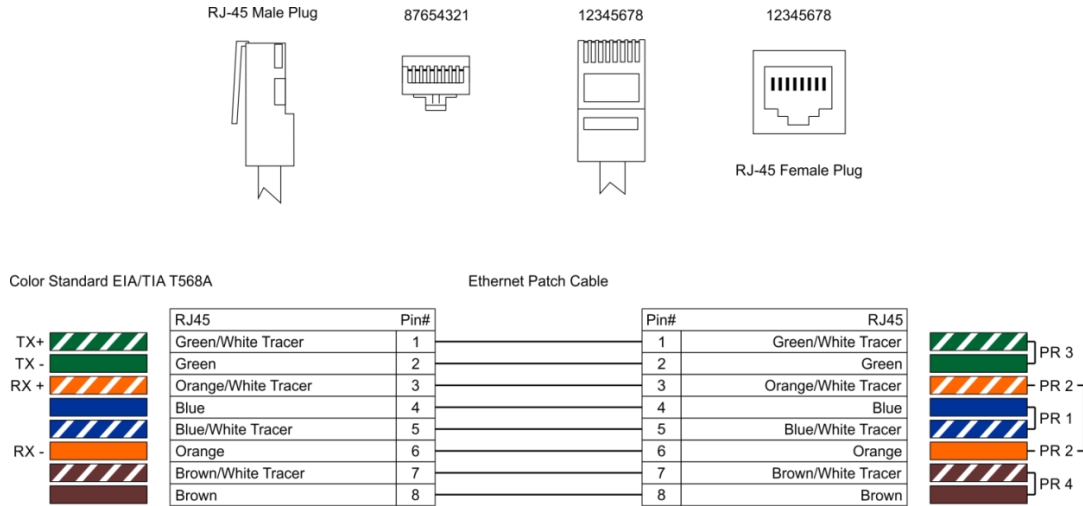 RJ-45 Male Plug
87654321
12345678
12345678
RJ-45 Female Plug
Color Standard EIA/TIA T568A
Ethernet Patch Cable
RJ45 Pin# Pin# RJ45
TX+ Green/White Tracer 1 1 Green/White Tracer
PR 3
TX - Green 2 2 Green
RX + Orange/White Tracer 3 3 Orange/White Tracer PR 2
Blue 4 4 Blue
PR 1
Blue/White Tracer 5 5 Blue/White Tracer
RX - Orange 6 6 Orange PR 2
Brown/White Tracer 7 7 Brown/White Tracer
PR 4
Brown 8 8 Brown